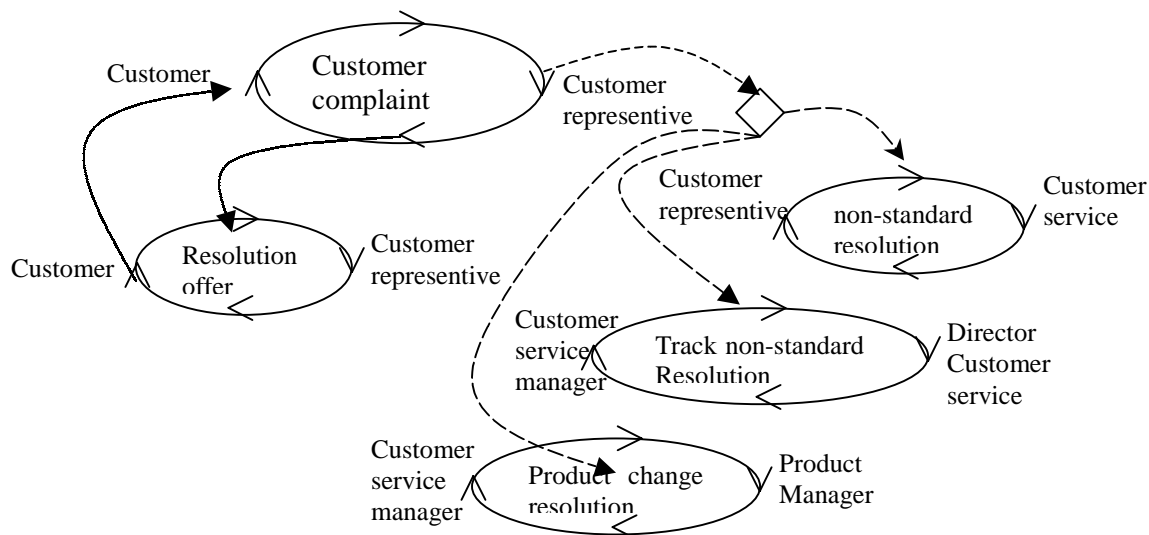 Customer
Customer
complaint
Customer
representive
Customer
representive
non-standard
resolution
Customer
service
Customer
Resolution
offer
Customer
representive
Customer
service
manager
Track non-standard
Resolution
Director
Customer
service
Customer
service
manager
Product change
resolution
Product
Manager